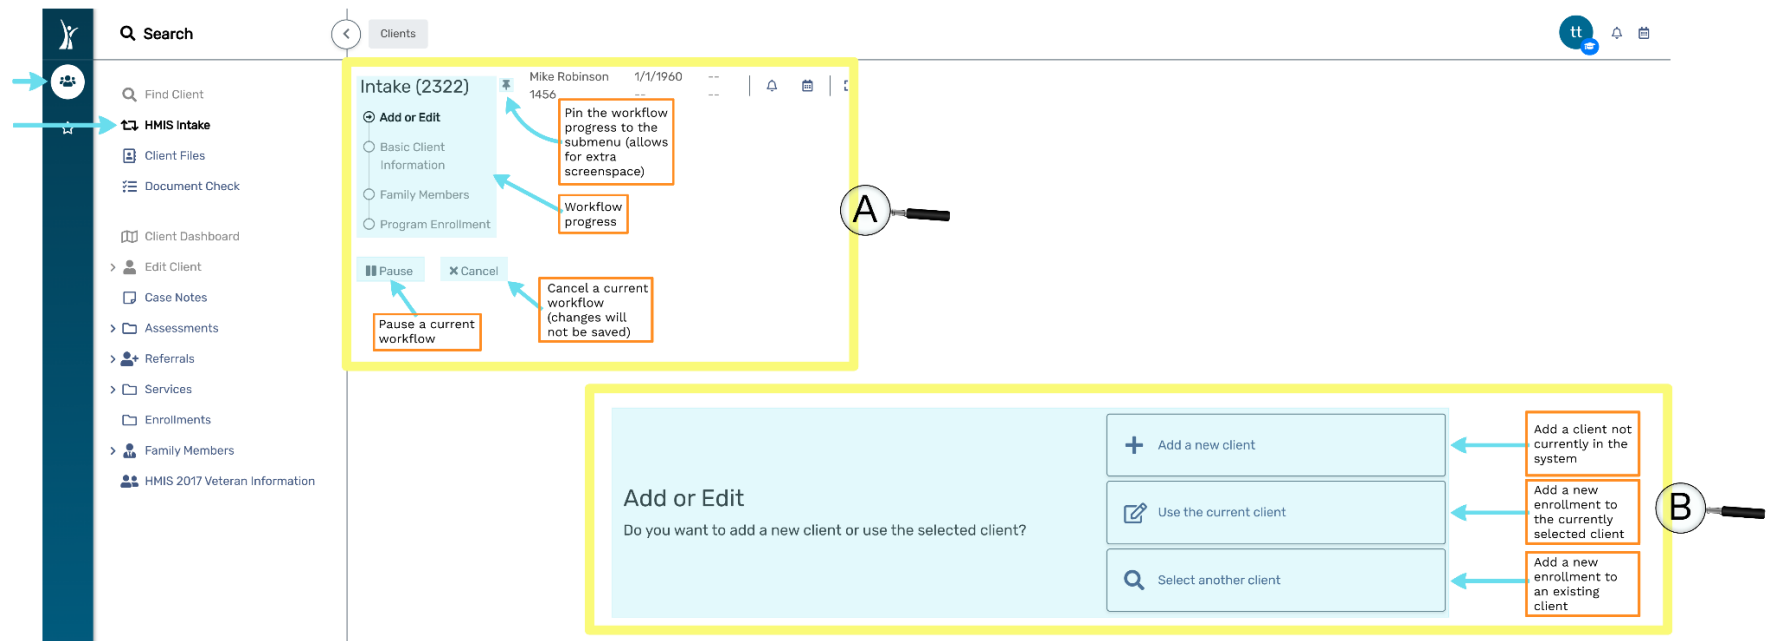 Search
Clients
tt
Find Client
HMIS Intake
Client Files
Document Check
Client Dashboard
Edit Client
Case Notes
Assessments
Referrals
Services
Enrollments
Family Members
HMIS 2017 Veteran Information
Intake (2322)
Mike Robinson
1/1/1960
--
1456
--
--
Add or Edit
Basic Client
Information
Family Members
Program Enrollment
Pause
Cancel
Pin the workflow
progress to the
submenu (allows
for extra
screenspace)
Workflow
progress
Cancel a current
workflow
(changes will
not be saved)
Pause a current
workflow
A
Add or Edit
Do you want to add a new client or use the selected client?
Add a new client
Use the current client
Select another client
Add a client not
currently in the
system
Add a new
enrollment to
the currently
selected client
Add a new
enrollment to
an existing
client
B